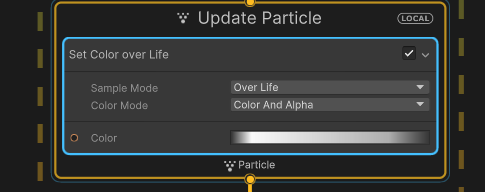 Update Particle
LOCAL
Set Color over Life
Sample Mode Over Life
Color Mode Color And Alpha
Color
Particle